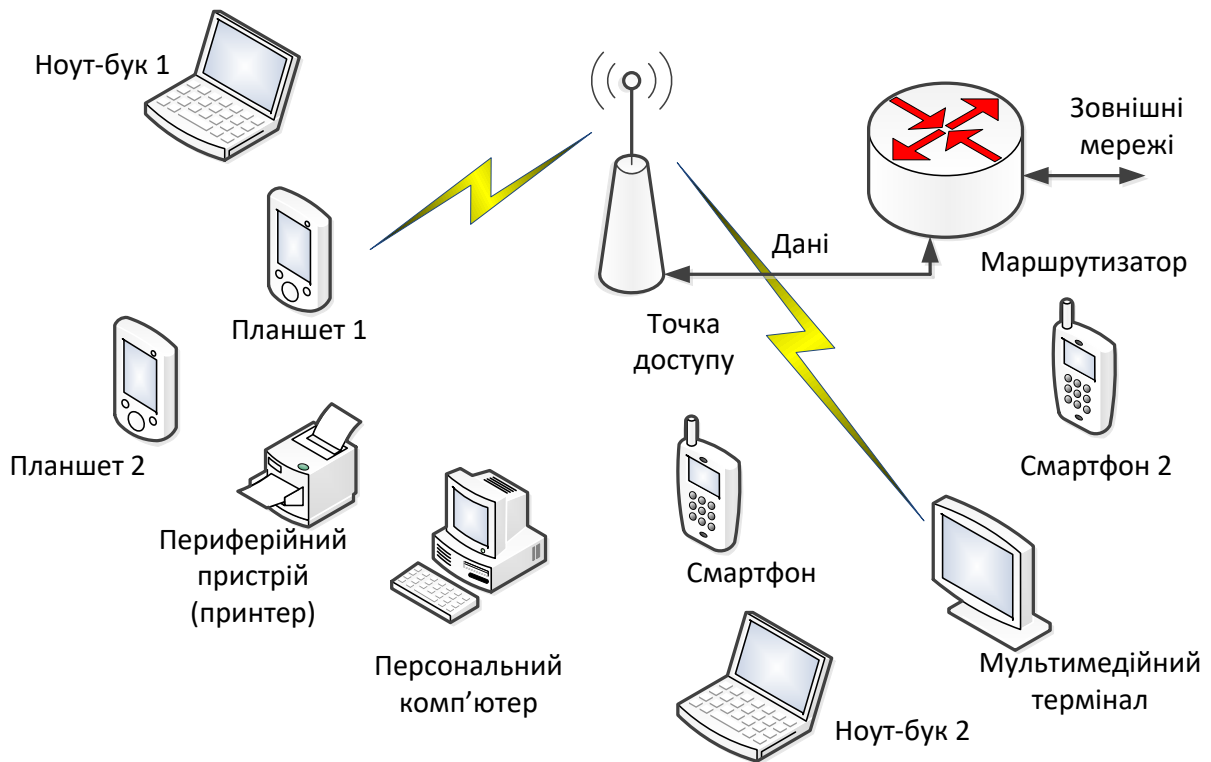 Ноут-бук 1
Зовнішні
мережі
Дані
Маршрутизатор
Планшет 1
Точка
доступу
Планшет 2
Смартфон 2
Периферійний
пристрій
(принтер)
Смартфон
Персональний
комп’ютер
Мультимедійний
термінал
Ноут-бук 2